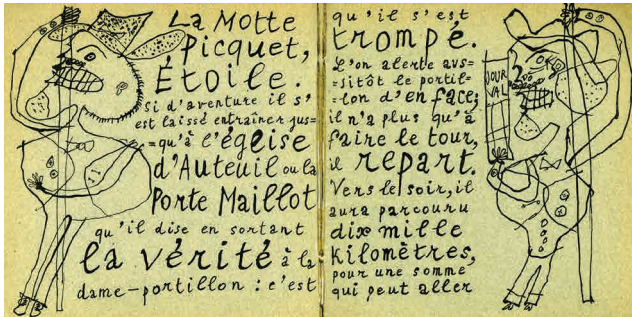 La Motte
Picquet,
Étoile.
Si d'aventure il s'
est laissé entraîner jus=
=qu'à l'église
d'Auteuil ou la
Porte Maillot
qu'il dise en sortant
la vérité à la
dame-portillon : c'est
qu'il s'est
trompé.
L'on alerte aus=
=sitôt le portil=
=lon d'en face;
il n'a plus qu'à
faire le tour,
il repart.
Vers le soir, il
aura parcouru
dix mille
kilomètres,
pour une somme
qui peut aller
JOUR
VAL